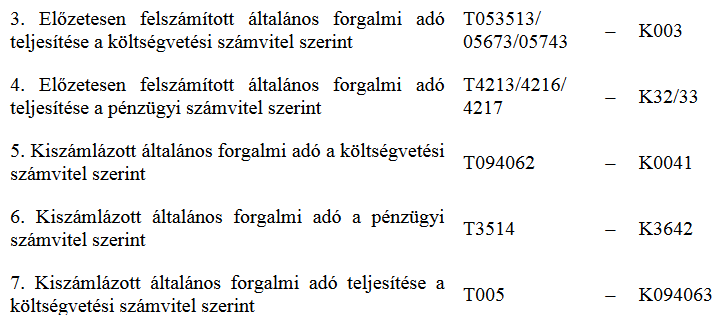 3. Előzetesen felszámított általános forgalmi adó teljesítése a költségvetési számvitel szerint T053513/ 05673/05743 – K003
4. Előzetesen felszámított általános forgalmi adó teljesítése a pénzügyi számvitel szerint T4213/4216/ 4217 – K32/33
5. Kiszámlázott általános forgalmi adó a költségvetési számvitel szerint T094062 – K0041
6. Kiszámlázott általános forgalmi adó a pénzügyi számvitel szerint T3514 – K3642
7. Kiszámlázott általános forgalmi adó teljesítése a költségvetési számvitel szerint T005 – K094063